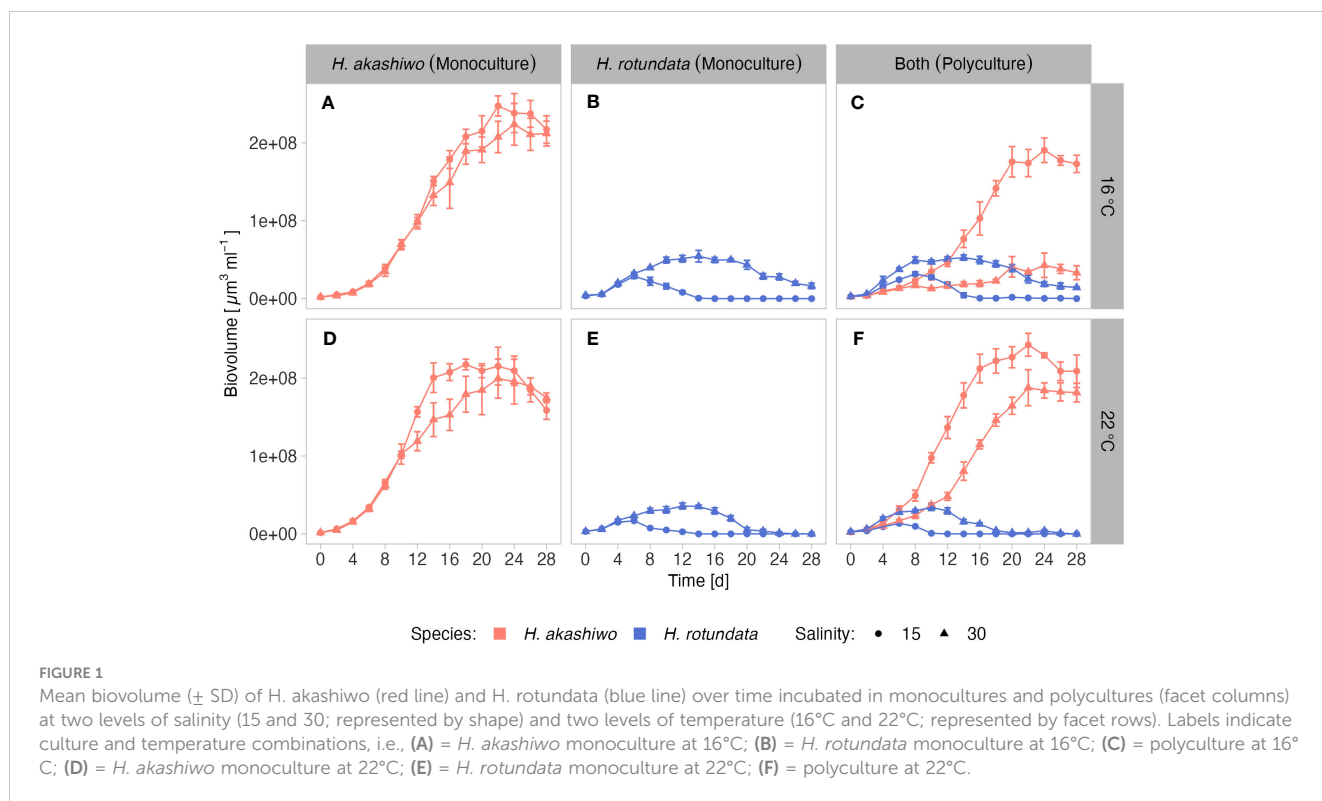 H. akashiwo (Monoculture)
H. rotundata (Monoculture)
Both (Polyculture)
A
B
C
2e+08
1e+08
0e+00
16 °C
D
E
F
2e+08
1e+08
0e+00
22 °C
Biovolume [ µm³ ml⁻¹ ]
0 4 8 12 16 20 24 28
0 4 8 12 16 20 24 28
0 4 8 12 16 20 24 28
Time [d]
Species: H. akashiwo H. rotundata Salinity: 15 30
FIGURE 1
Mean biovolume (± SD) of H. akashiwo (red line) and H. rotundata (blue line) over time incubated in monocultures and polycultures (facet columns)
at two levels of salinity (15 and 30; represented by shape) and two levels of temperature (16°C and 22°C; represented by facet rows). Labels indicate
culture and temperature combinations, i.e., (A) = H. akashiwo monoculture at 16°C; (B) = H. rotundata monoculture at 16°C; (C) = polyculture at 16°
C; (D) = H. akashiwo monoculture at 22°C; (E) = H. rotundata monoculture at 22°C; (F) = polyculture at 22°C.